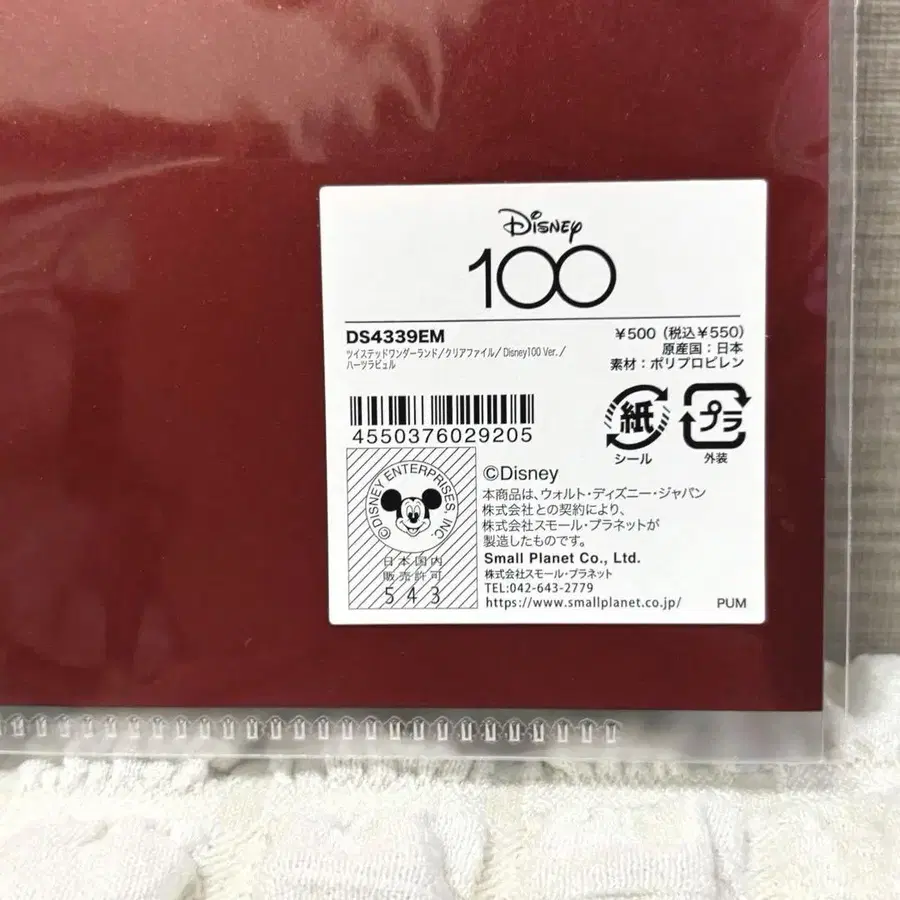 Disney
100
DS4339EM
ツイステッドワンダーランド／クリアファイル／Disney100 Ver.／
ハーツラビュル
¥500 (税込¥550)
原産国：日本
素材：ポリプロピレン
4550376029205
紙
シール
プラ
外装
©DISNEY ENTERPRISES, INC.
日本国内
販売許可
543
©Disney
本商品は、ウォルト・ディズニー・ジャパン
株式会社との契約により、
株式会社スモール・プラネットが
製造したものです。
Small Planet Co., Ltd.
株式会社スモール・プラネット
TEL:042-643-2779
https://www.smallplanet.co.jp/
PUM